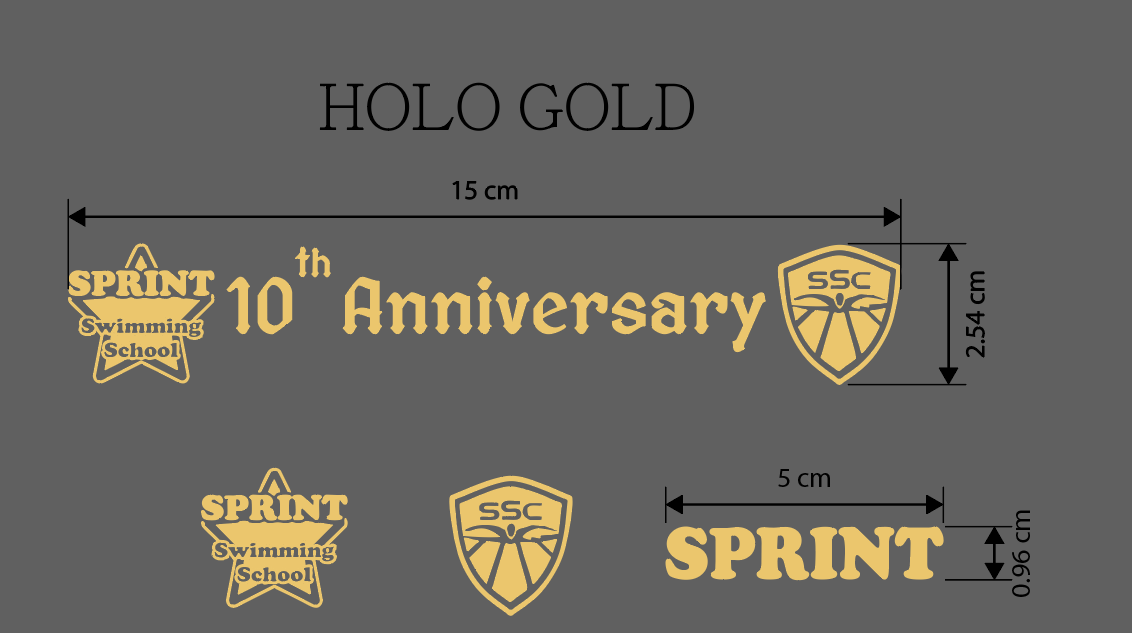 HOLO GOLD
15 cm
SPRINT
Swimming
School
10th Anniversary
SSC
2.54 cm
SPRINT
Swimming
School
SSC
5 cm
SPRINT
0.96 cm